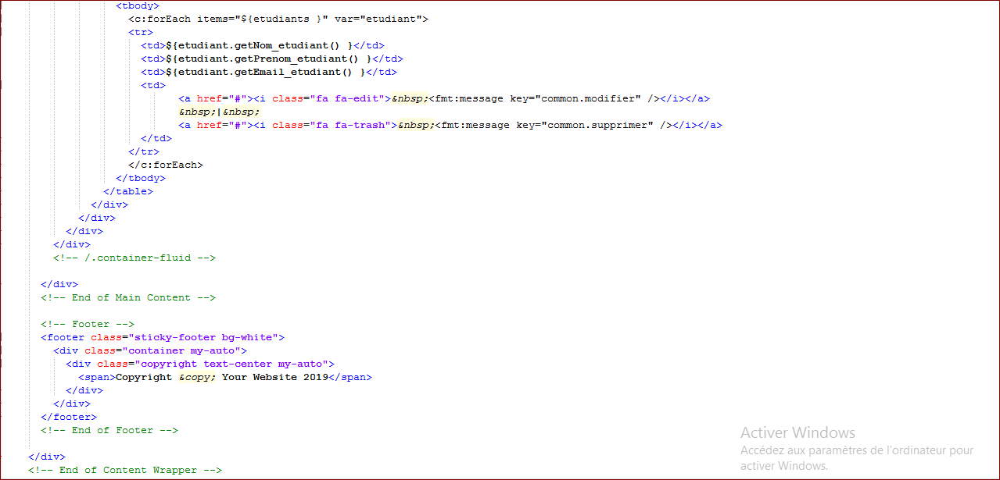 <tbody>
<c:forEach items="${etudiants }" var="etudiant">
<tr>
<td>${etudiant.getNom_etudiant() }</td>
<td>${etudiant.getPrenom_etudiant() }</td>
<td>${etudiant.getEmail_etudiant() }</td>
<td>
<a href="#"><i class="fa fa-edit">&nbsp;<fmt:message key="common.modifier" /></i></a>
&nbsp;|&nbsp;
<a href="#"><i class="fa fa-trash">&nbsp;<fmt:message key="common.supprimer" /></i></a>
</td>
</tr>
</c:forEach>
</tbody>
</table>
</div>
</div>
</div>
</div>
<!-- /.container-fluid -->
</div>
<!-- End of Main Content -->
<!-- Footer -->
<footer class="sticky-footer bg-white">
<div class="container my-auto">
<div class="copyright text-center my-auto">
<span>Copyright &copy; Your Website 2019</span>
</div>
</div>
</footer>
<!-- End of Footer -->
</div>
<!-- End of Content Wrapper -->
Activer Windows
Accédez aux paramètres de l'ordinateur pour
activer Windows.